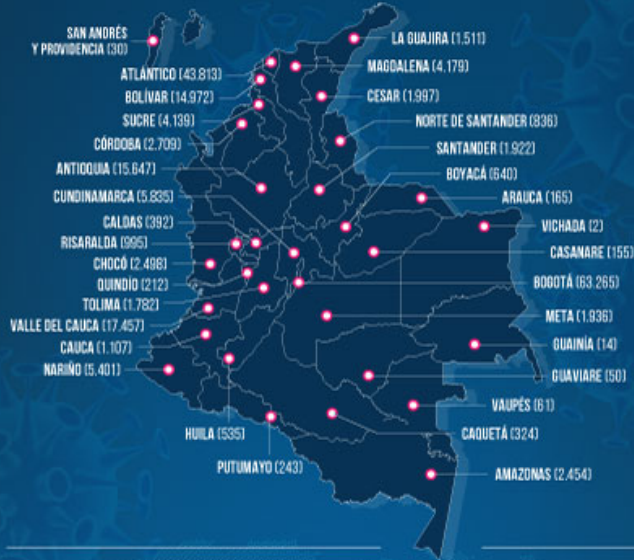 SAN ANDRÉS
Y PROVIDENCIA (30)
ATLÁNTICO (43.813)
BOLÍVAR (14.972)
SUCRE (4.139)
CÓRDOBA (2.709)
ANTIOQUIA (15.647)
CUNDINAMARCA (5.835)
CALDAS (392)
RISARALDA (995)
CHOCÓ (2.498)
QUINDÍO (212)
TOLIMA (1.782)
VALLE DEL CAUCA (17.457)
CAUCA (1.107)
NARIÑO (5.401)
HUILA (535)
PUTUMAYO (243)
LA GUAJIRA (1.511)
MAGDALENA (4.179)
CESAR (1.997)
NORTE DE SANTANDER (836)
SANTANDER (1.922)
BOYACÁ (640)
ARAUCA (165)
VICHADA (2)
CASANARE (155)
BOGOTÁ (63.265)
META (1.936)
GUAINÍA (14)
GUAVIARE (50)
VAUPÉS (61)
CAQUETÁ (324)
AMAZONAS (2.454)